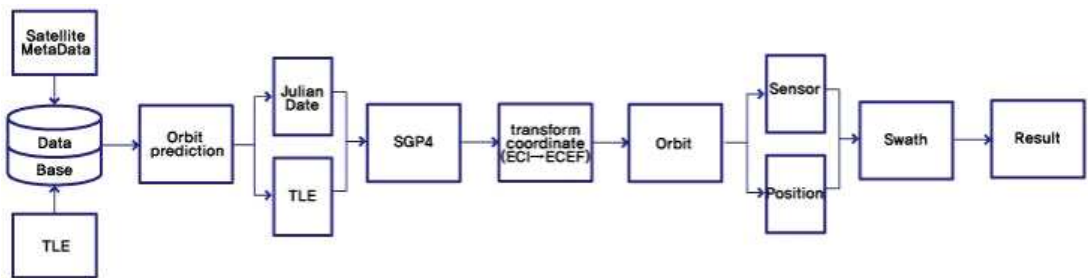 Satellite
MetaData
Data
Base
TLE
Orbit
prediction
Julian
Date
TLE
SGP4
transform
coordinate
(ECI→ECEF)
Orbit
Sensor
Position
Swath
Result